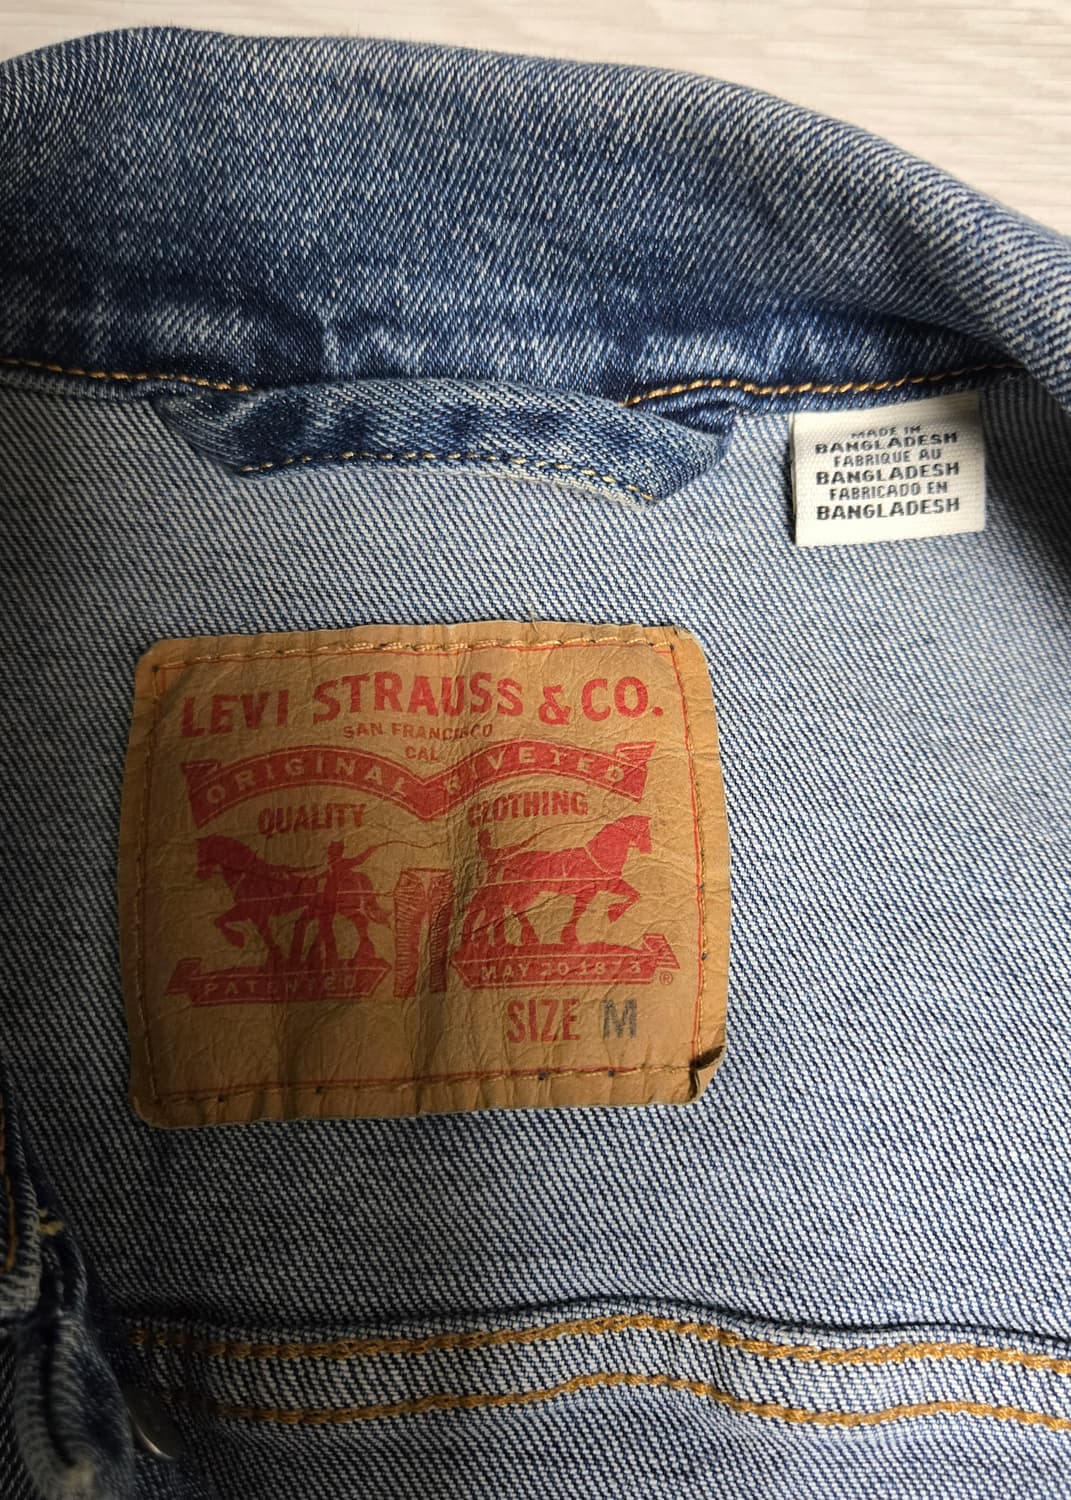 MADE IN
BANGLADESH
FABRIQUE AU
BANGLADESH
FABRICADO EN
BANGLADESH
LEVI STRAUSS & CO.
SAN FRANCISCO
CAL
ORIGINAL RIVETED
QUALITY CLOTHING
PATENTED MAY 20 1873 ®
SIZE M